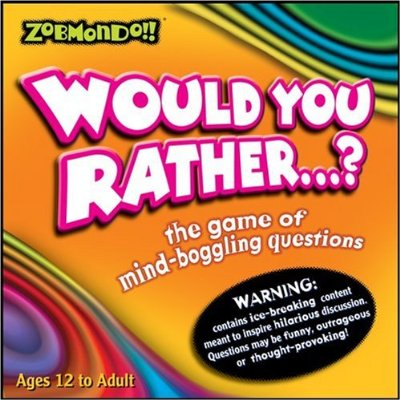 ZOBMONDO!!
WOULD YOU
RATHER...?
the game of
mind-boggling questions
WARNING:
contains ice-breaking content
meant to inspire hilarious discussion.
Questions may be funny, outrageous
or thought-provoking!
Ages 12 to Adult